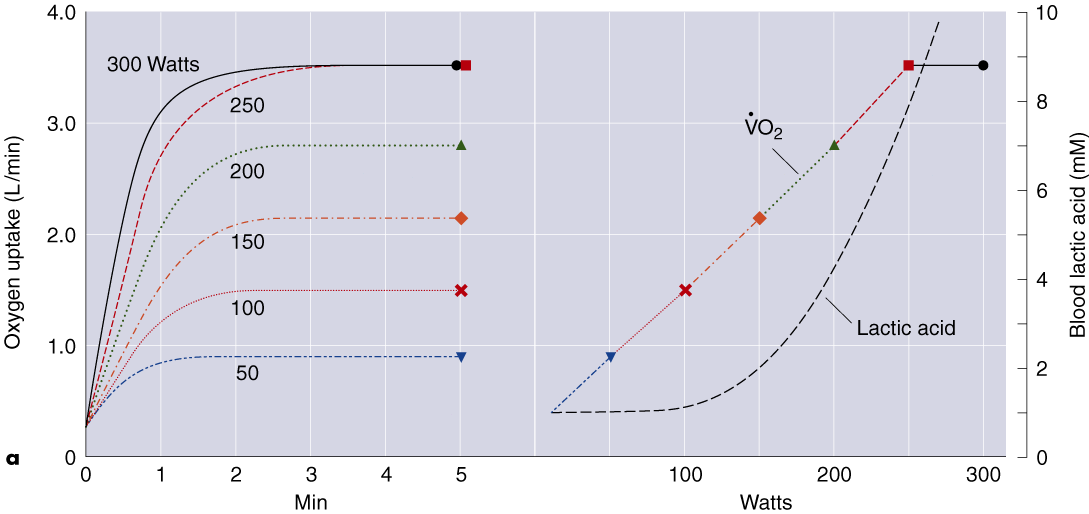 4.0
3.0
2.0
1.0
0
Oxygen uptake (L/min)
300 Watts
250
200
150
100
50
0 1 2 3 4 5
Min
V̇O₂
Lactic acid
100 200 300
Watts
10
8
6
4
2
0
Blood lactic acid (mM)
a